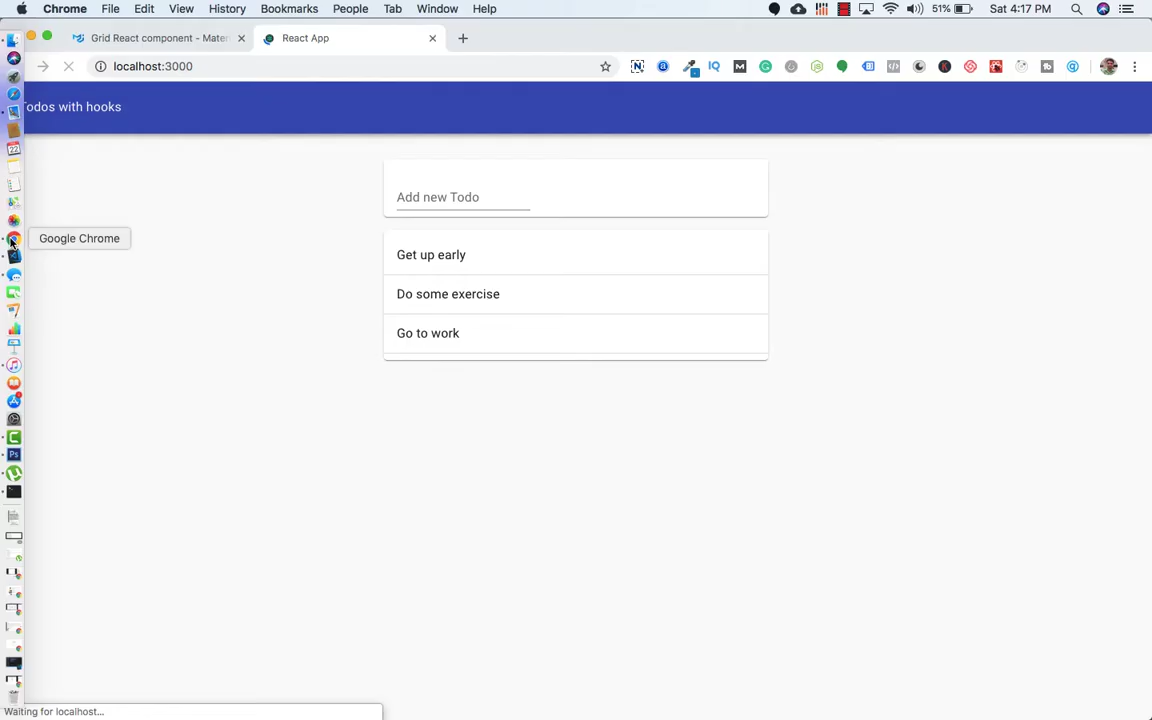 Chrome File Edit View History Bookmarks People Tab Window Help 51% Sat 4:17 PM
Grid React component - Mater
React App
localhost:3000
odos with hooks
Add new Todo
Get up early
Google Chrome
Do some exercise
Go to work
Waiting for localhost...